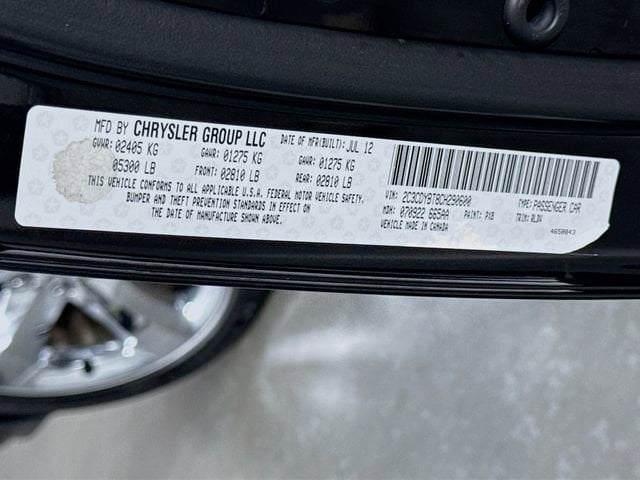 MFD BY CHRYSLER GROUP LLC DATE OF MFR(BUILT): JUL 12
GVWR: 02405 KG GAWR: 01275 KG GAWR: 01275 KG
05300 LB FRONT: 02810 LB REAR: 02810 LB
THIS VEHICLE CONFORMS TO ALL APPLICABLE U.S.A. FEDERAL MOTOR VEHICLE SAFETY,
BUMPER AND THEFT PREVENTION STANDARDS IN EFFECT ON
THE DATE OF MANUFACTURE SHOWN ABOVE.
VIN: 2C3CDYBT8CH290600 TYPE: PASSENGER CAR
MDH: 070922 665AA PAINT: PX8 TRIM: RLDV
VEHICLE MADE IN CANADA 4658043